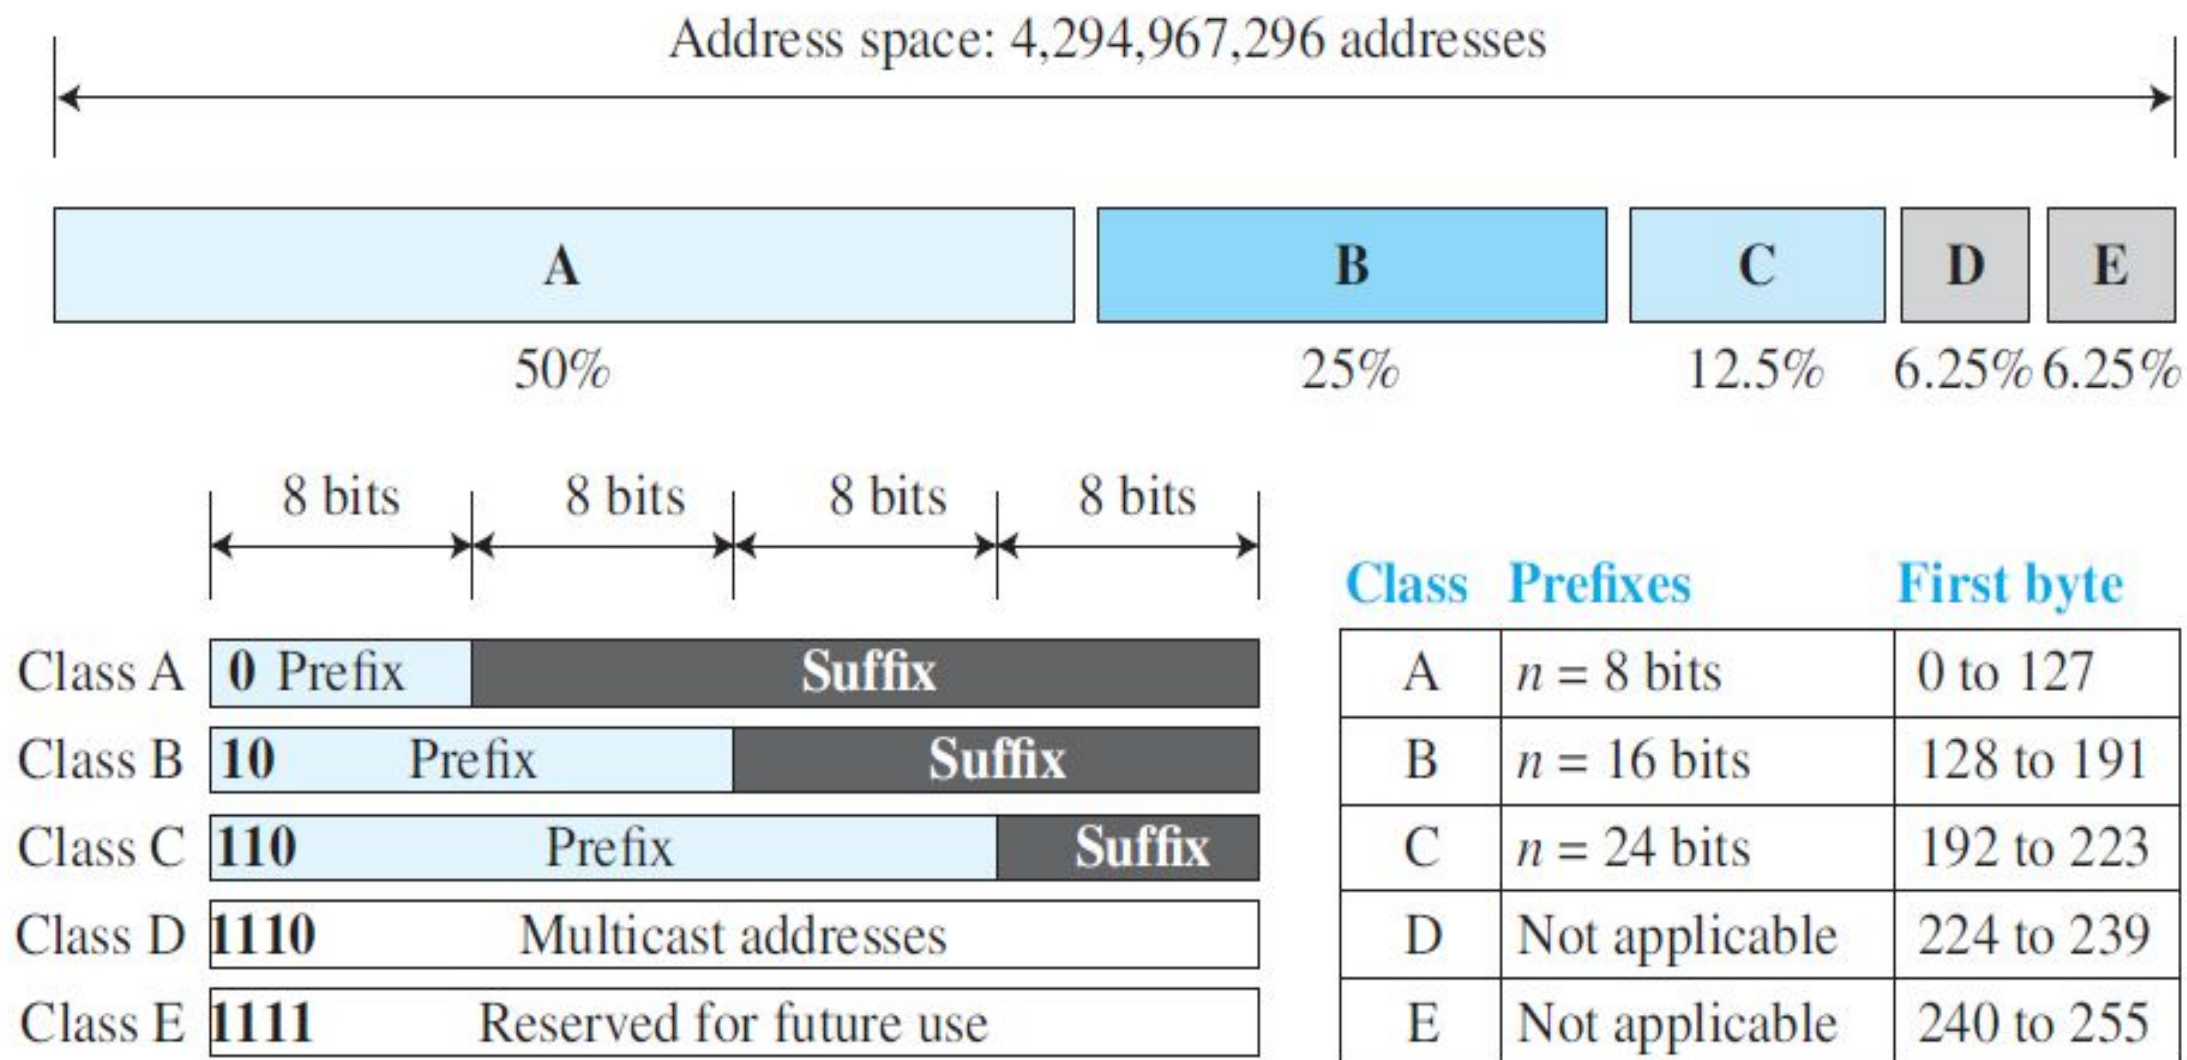 Address space: 4,294,967,296 addresses
A B C D E
50% 25% 12.5% 6.25% 6.25%
8 bits 8 bits 8 bits 8 bits
Class A 0 Prefix Suffix
Class B 10 Prefix Suffix
Class C 110 Prefix Suffix
Class D 1110 Multicast addresses
Class E 1111 Reserved for future use
Class Prefixes First byte
A n = 8 bits 0 to 127
B n = 16 bits 128 to 191
C n = 24 bits 192 to 223
D Not applicable 224 to 239
E Not applicable 240 to 255